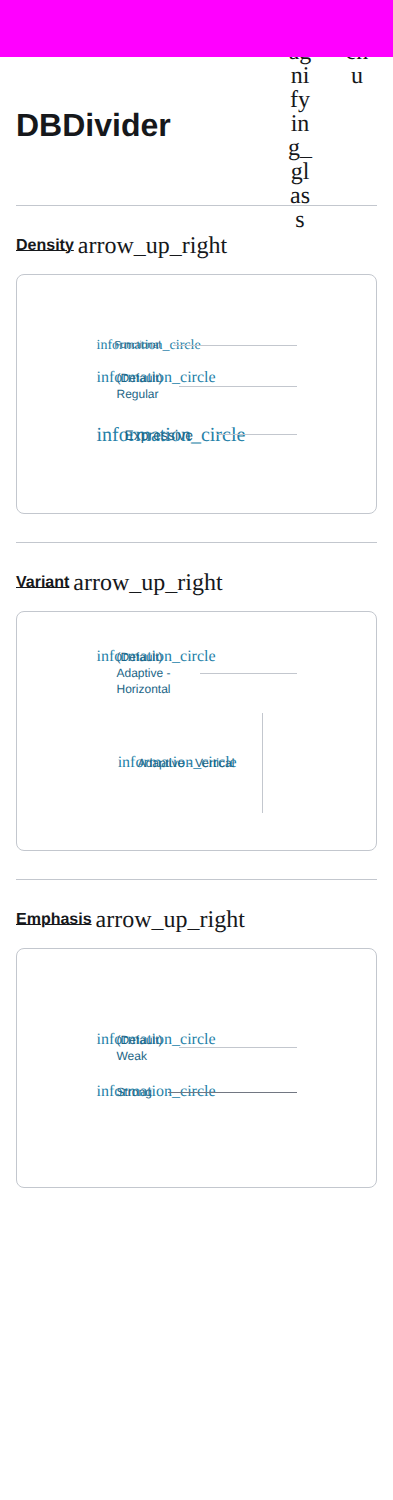 u
ni
fy
in
g_
gl
as
s
DBDivider
Density arrow_up_right
information_circle
Functional
information_circle
(Default)
Regular
information_circle
Expressive
Variant arrow_up_right
information_circle
(Default)
Adaptive -
Horizontal
information_circle
Adaptive - Vertical
Emphasis arrow_up_right
information_circle
(Default)
Weak
information_circle
Strong